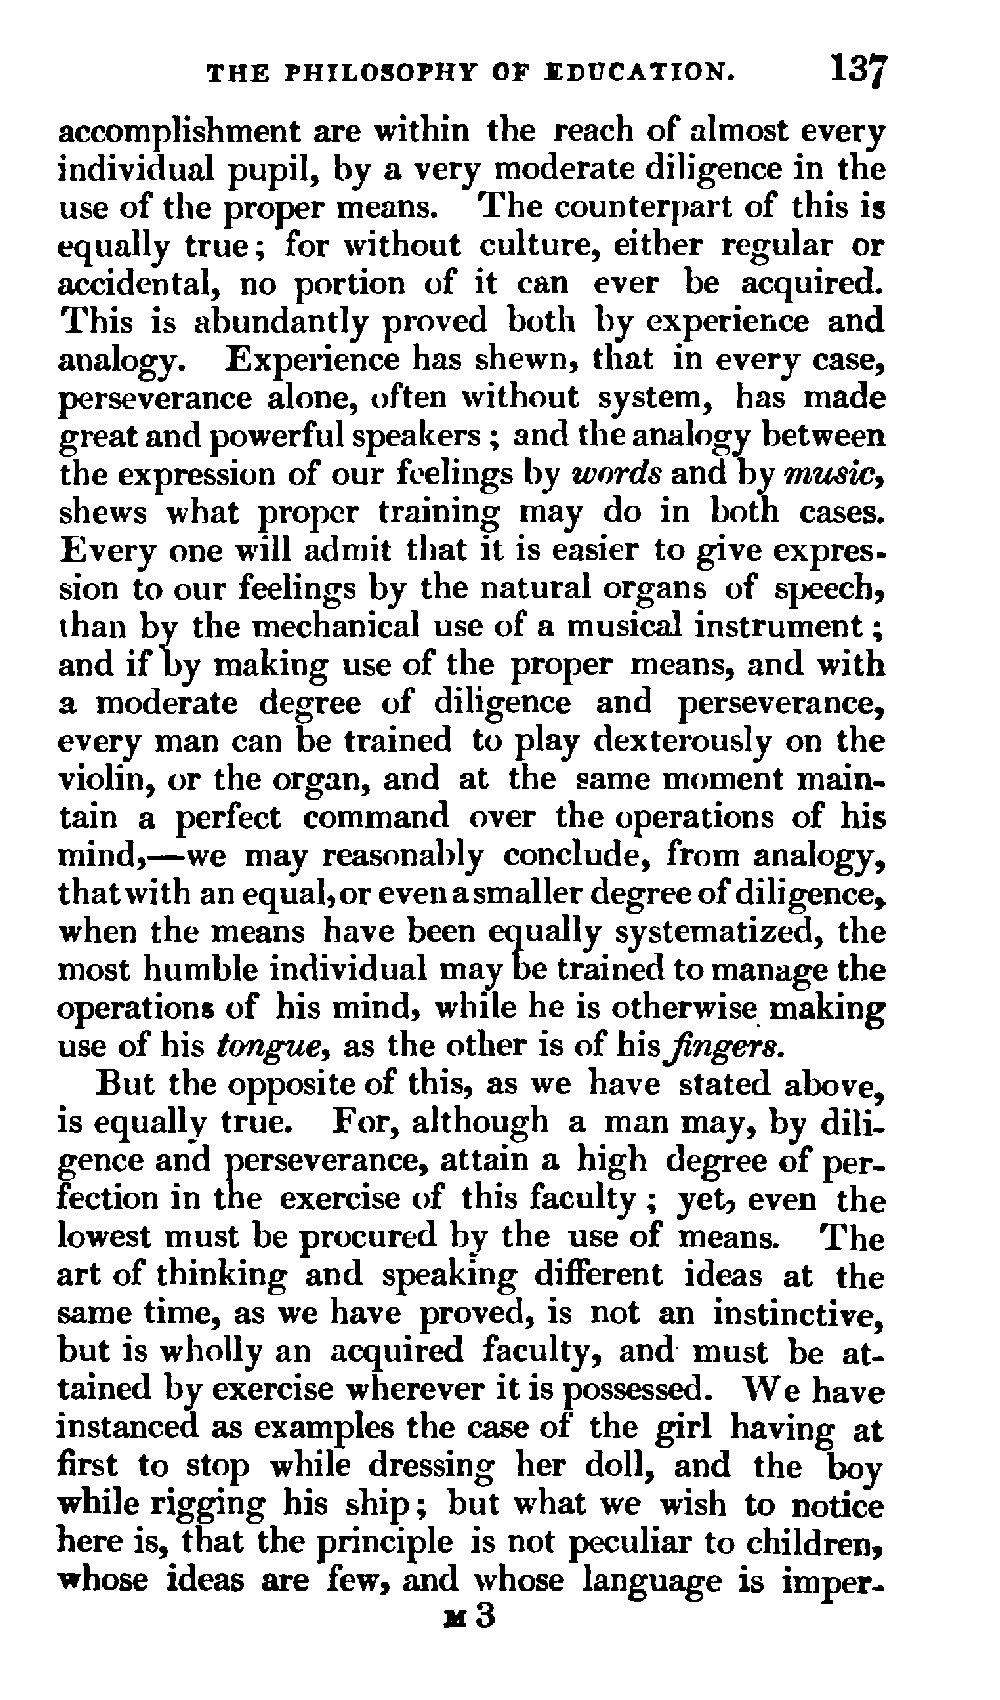 THE PHILOSOPHY OF EDUCATION. 137
accomplishment are within the reach of almost every
individual pupil, by a very moderate diligence in the
use of the proper means. The counterpart of this is
equally true; for without culture, either regular or
accidental, no portion of it can ever be acquired.
This is abundantly proved both by experience and
analogy. Experience has shewn, that in every case,
perseverance alone, often without system, has made
great and powerful speakers; and the analogy between
the expression of our feelings by words and by music,
shews what proper training may do in both cases.
Every one will admit that it is easier to give expres-
sion to our feelings by the natural organs of speech,
than by the mechanical use of a musical instrument;
and if by making use of the proper means, and with
a moderate degree of diligence and perseverance,
every man can be trained to play dexterously on the
violin, or the organ, and at the same moment main-
tain a perfect command over the operations of his
mind,—we may reasonably conclude, from analogy,
that with an equal, or even a smaller degree of diligence,
when the means have been equally systematized, the
most humble individual may be trained to manage the
operations of his mind, while he is otherwise making
use of his tongue, as the other is of his fingers.
But the opposite of this, as we have stated above,
is equally true. For, although a man may, by dili-
gence and perseverance, attain a high degree of per-
fection in the exercise of this faculty; yet, even the
lowest must be procured by the use of means. The
art of thinking and speaking different ideas at the
same time, as we have proved, is not an instinctive,
but is wholly an acquired faculty, and must be at-
tained by exercise wherever it is possessed. We have
instanced as examples the case of the girl having at
first to stop while dressing her doll, and the boy
while rigging his ship; but what we wish to notice
here is, that the principle is not peculiar to children,
whose ideas are few, and whose language is imper-
M 3